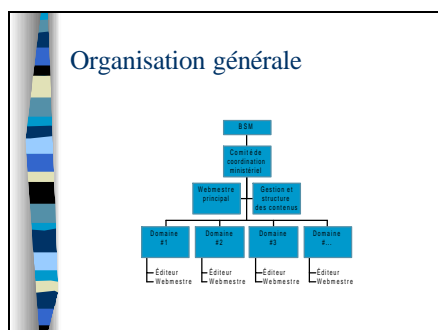 Organisation générale
BSM
Comité de
coordination
ministériel
Webmestre
principal
Gestion et
structure
des contenus
Domaine
#1
Domaine
#2
Domaine
#3
Domaine
#...
Éditeur
Webmestre
Éditeur
Webmestre
Éditeur
Webmestre
Éditeur
Webmestre